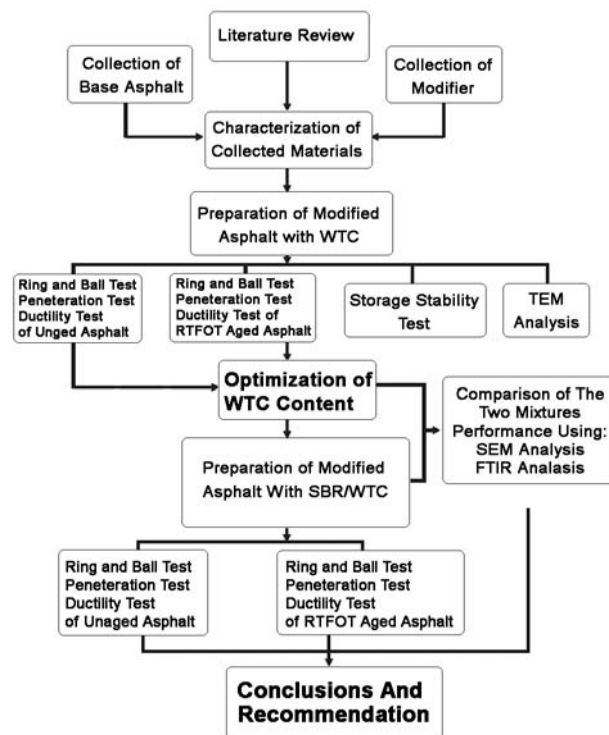 Literature Review
Collection of
Base Asphalt
Collection of
Modifier
Characterization of
Collected Materials
Preparation of Modified
Asphalt with WTC
Ring and Ball Test
Peneteration Test
Ductility Test
of Unged Asphalt
Ring and Ball Test
Peneteration Test
Ductility Test of
RTFOT Aged Asphalt
Storage Stability
Test
TEM
Analysis
Optimization of
WTC Content
Comparison of The
Two Mixtures
Performance Using:
SEM Analysis
FTIR Analasis
Preparation of Modified
Asphalt With SBR/WTC
Ring and Ball Test
Peneteration Test
Ductility Test
of Unaged Asphalt
Ring and Ball Test
Peneteration Test
Ductility Test
of RTFOT Aged Asphalt
Conclusions And
Recommendation